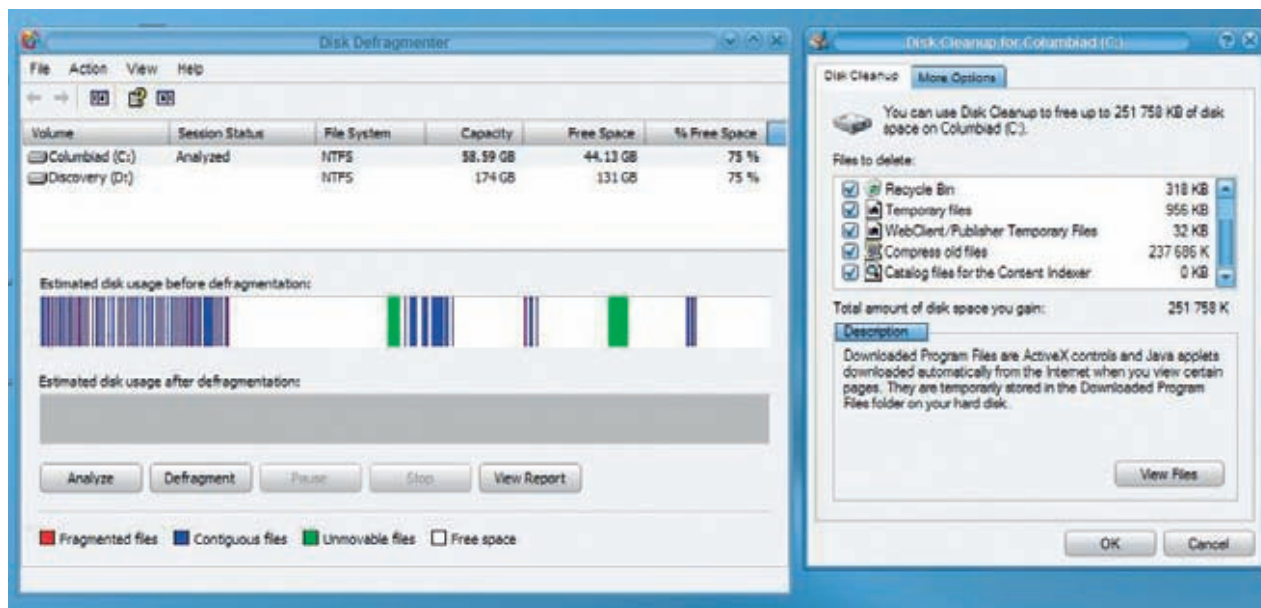 Disk Defragmenter
File Action View Help
Volume Session Status File System Capacity Free Space % Free Space
Columbiad (C:) Analyzed NTFS 58.59 GB 44.13 GB 75 %
Discovery (D:) NTFS 174 GB 131 GB 75 %
Estimated disk usage before defragmentation:
Estimated disk usage after defragmentation:
Analyze Defragment Pause Stop View Report
Fragmented files Contiguous files Unmovable files Free space
Disk Cleanup for Columbiad (C:)
Disk Cleanup More Options
You can use Disk Cleanup to free up to 251 758 KB of disk
space on Columbiad (C:).
Files to delete:
Recycle Bin 318 KB
Temporary files 956 KB
WebClient/Publisher Temporary Files 32 KB
Compress old files 237 686 K
Catalog files for the Content Indexer 0 KB
Total amount of disk space you gain: 251 758 K
Description
Downloaded Program Files are ActiveX controls and Java applets
downloaded automatically from the Internet when you view certain
pages. They are temporarily stored in the Downloaded Program
Files folder on your hard disk.
View Files
OK Cancel